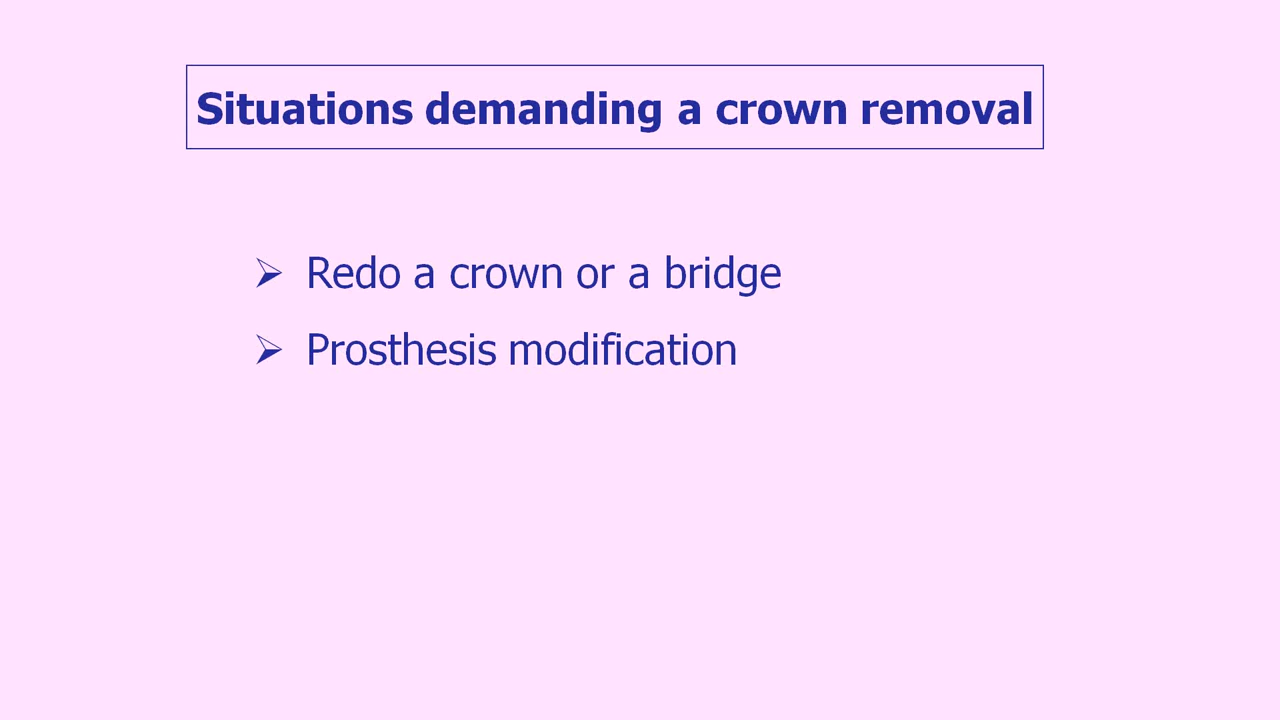 Situations demanding a crown removal
➢ Redo a crown or a bridge
➢ Prosthesis modification